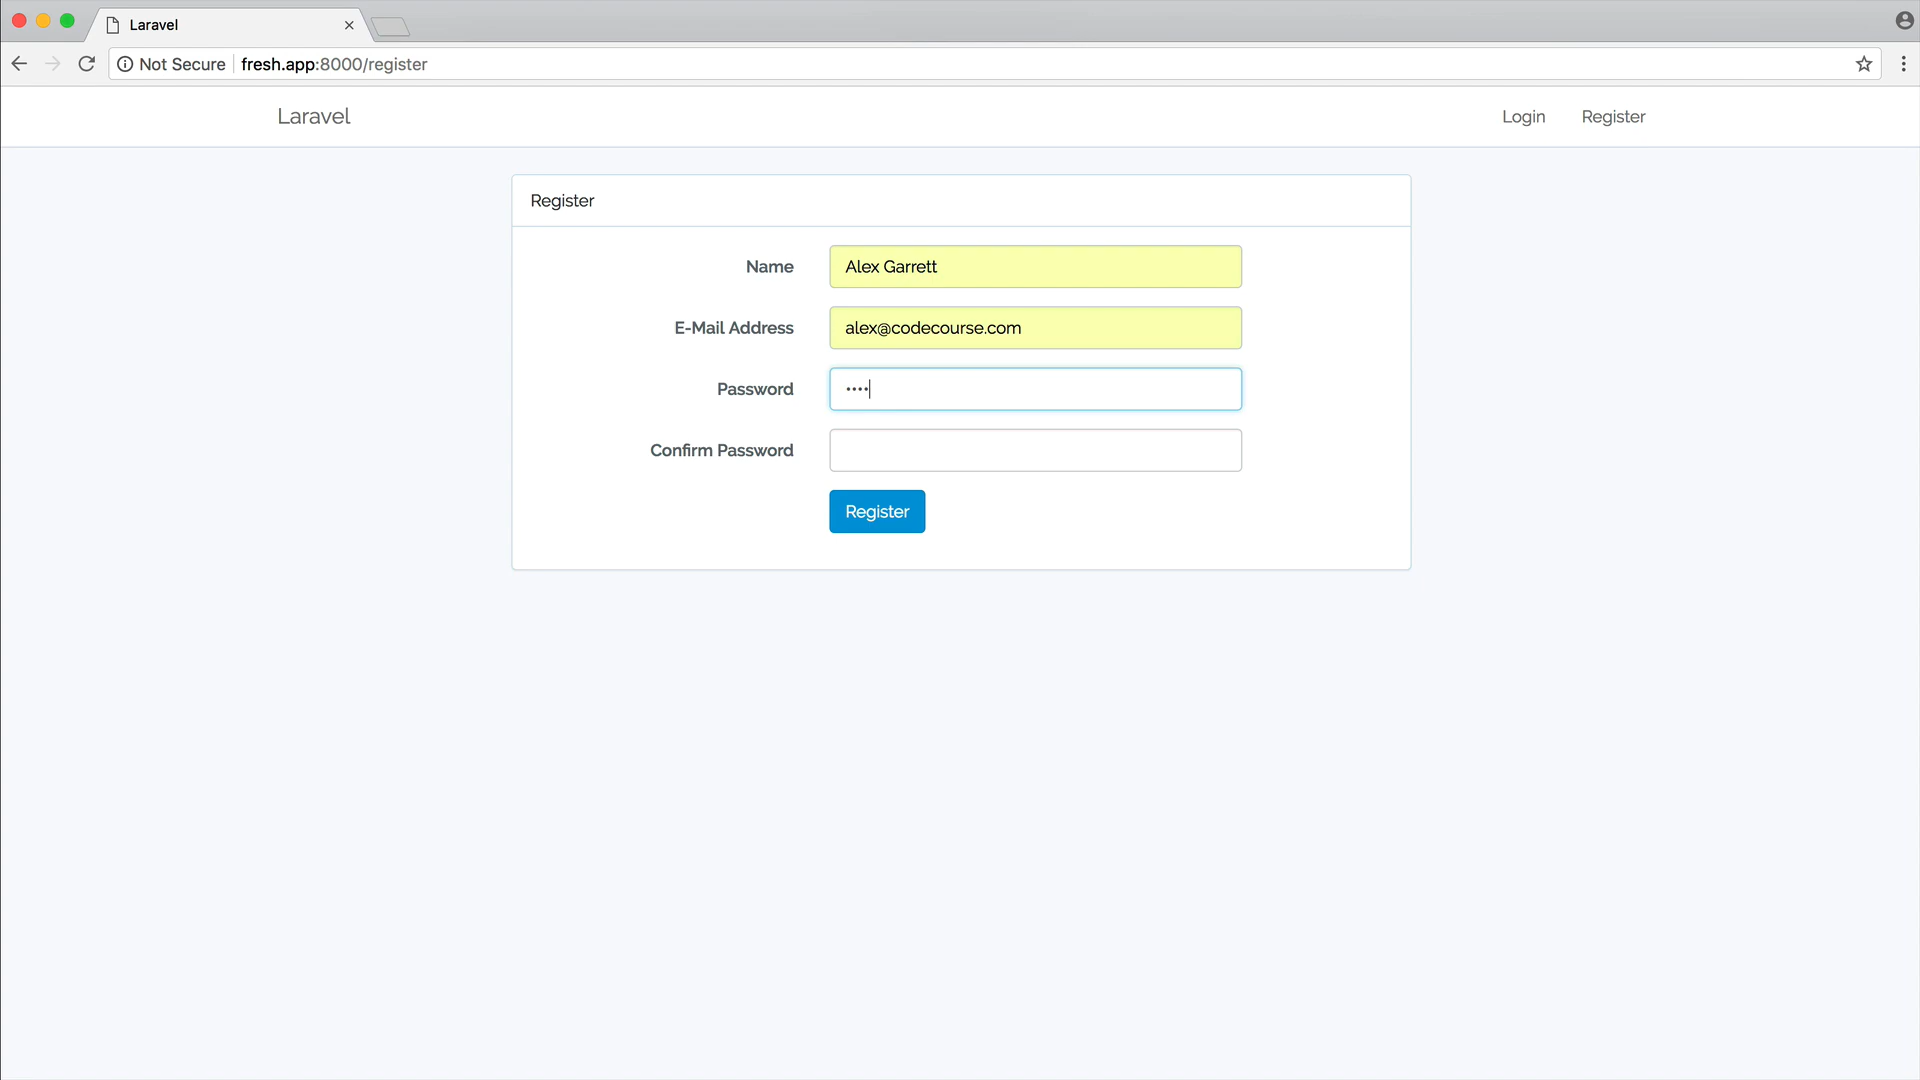 Laravel
Not Secure fresh.app:8000/register
Laravel Login Register
Register
Name Alex Garrett
E-Mail Address alex@codecourse.com
Password ••••
Confirm Password
Register